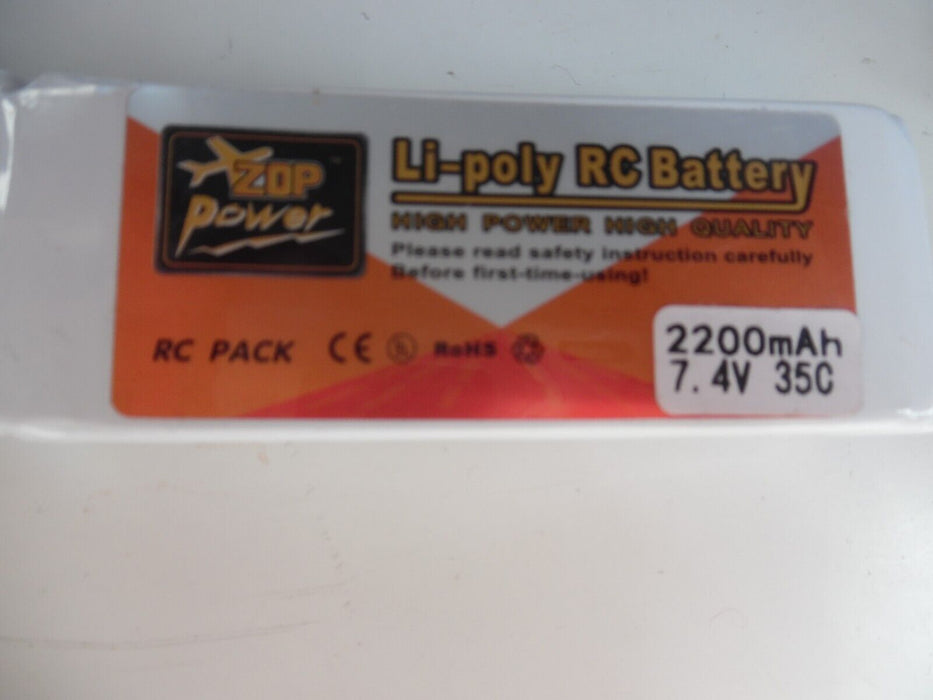 ZOP
power
TM
Li-poly RC Battery
HIGH POWER HIGH QUALITY
Please read safety instruction carefully
Before first-time-using!
RC PACK CE RoHS
2200mAh
7.4V 35C